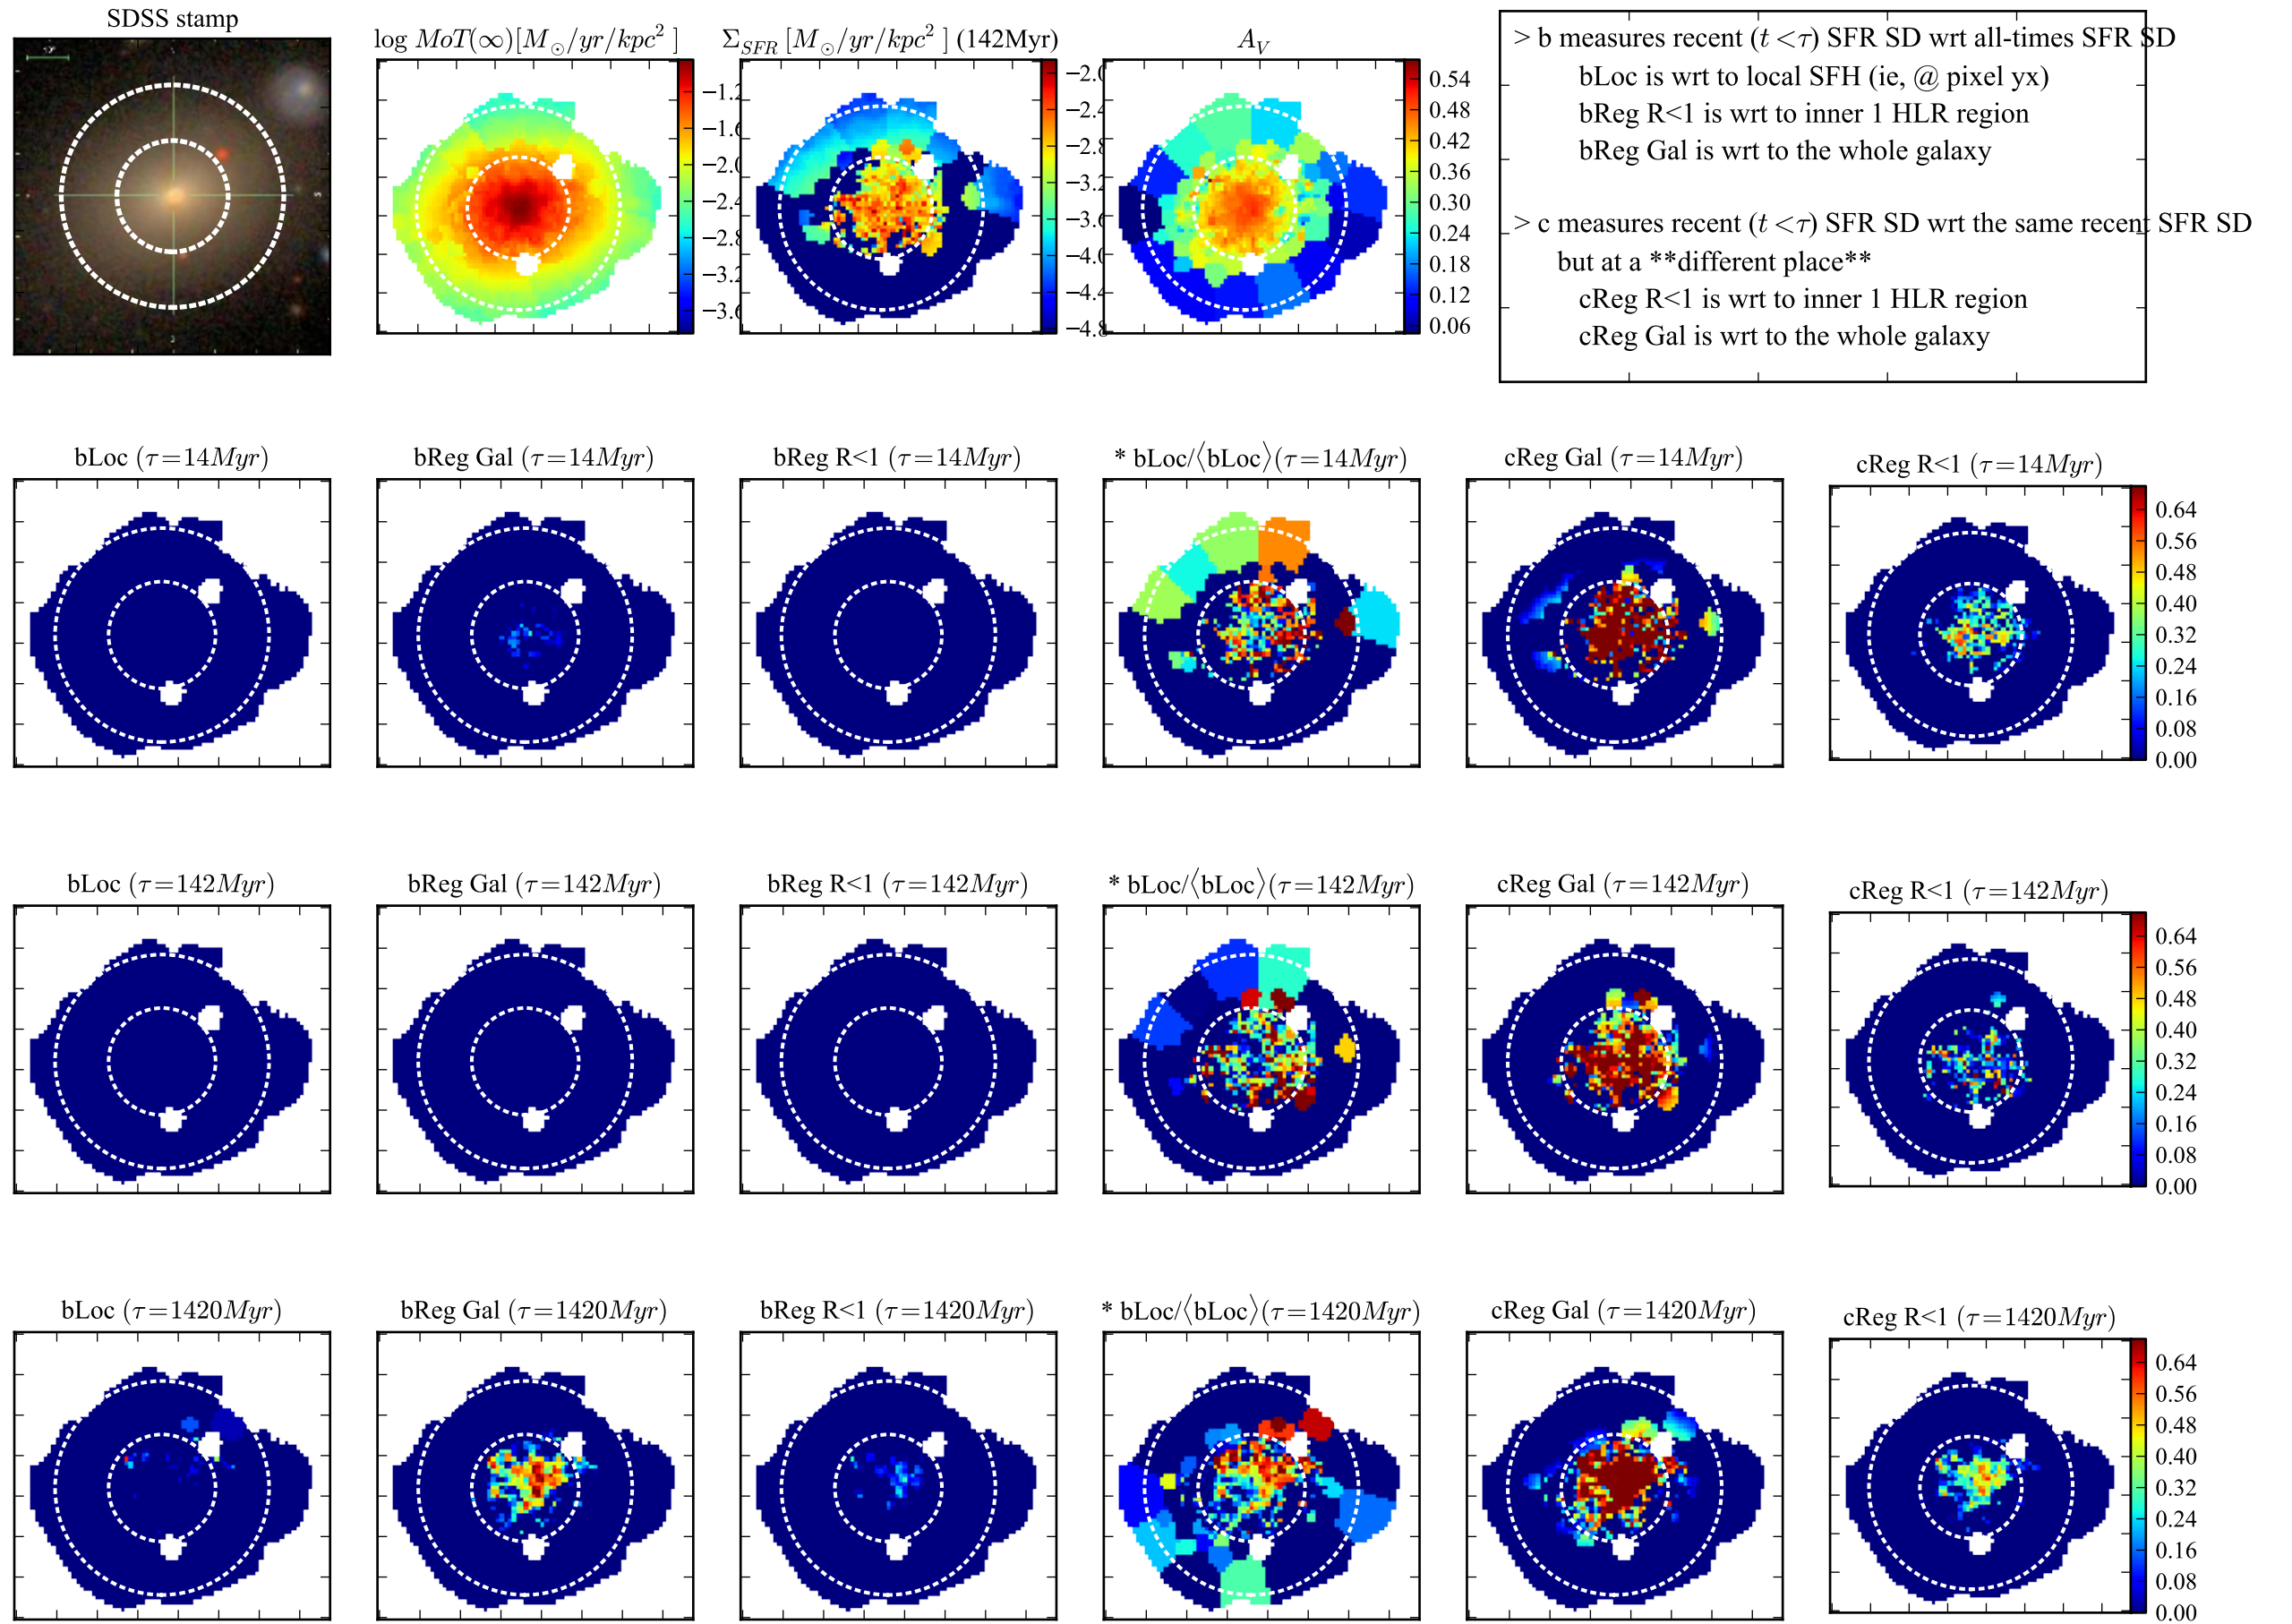 SDSS stamp
log MoT(∞)[M⊙/yr/kpc² ]
Σ_SFR [M⊙/yr/kpc² ] (142Myr)
A_V
−1.2
−1.6
−2.0
−2.4
−2.8
−3.2
−3.6
−2.0
−2.4
−2.8
−3.2
−3.6
−4.0
−4.4
−4.8
0.54
0.48
0.42
0.36
0.30
0.24
0.18
0.12
0.06
> b measures recent (t <τ) SFR SD wrt all-times SFR SD
bLoc is wrt to local SFH (ie, @ pixel yx)
bReg R<1 is wrt to inner 1 HLR region
bReg Gal is wrt to the whole galaxy
> c measures recent (t <τ) SFR SD wrt the same recent SFR SD
but at a **different place**
cReg R<1 is wrt to inner 1 HLR region
cReg Gal is wrt to the whole galaxy
bLoc (τ=14Myr)
bReg Gal (τ=14Myr)
bReg R<1 (τ=14Myr)
* bLoc/⟨bLoc⟩(τ=14Myr)
cReg Gal (τ=14Myr)
cReg R<1 (τ=14Myr)
0.64
0.56
0.48
0.40
0.32
0.24
0.16
0.08
0.00
bLoc (τ=142Myr)
bReg Gal (τ=142Myr)
bReg R<1 (τ=142Myr)
* bLoc/⟨bLoc⟩(τ=142Myr)
cReg Gal (τ=142Myr)
cReg R<1 (τ=142Myr)
0.64
0.56
0.48
0.40
0.32
0.24
0.16
0.08
0.00
bLoc (τ=1420Myr)
bReg Gal (τ=1420Myr)
bReg R<1 (τ=1420Myr)
* bLoc/⟨bLoc⟩(τ=1420Myr)
cReg Gal (τ=1420Myr)
cReg R<1 (τ=1420Myr)
0.64
0.56
0.48
0.40
0.32
0.24
0.16
0.08
0.00